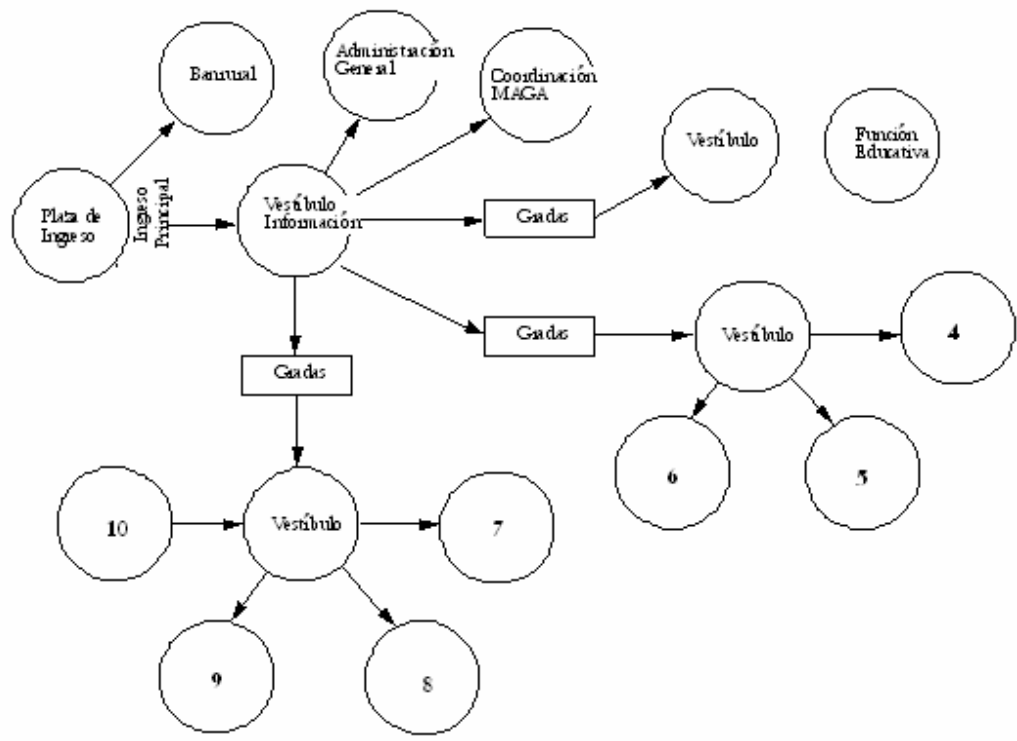 Banrural
Administración
General
Coordinación
MAGA
Vestíbulo
Función
Educativa
Plaza de
Ingreso
Ingreso
Principal
Vestíbulo
Información
Gradas
Gradas
Vestíbulo
4
Gradas
6
5
10
Vestíbulo
7
9
8